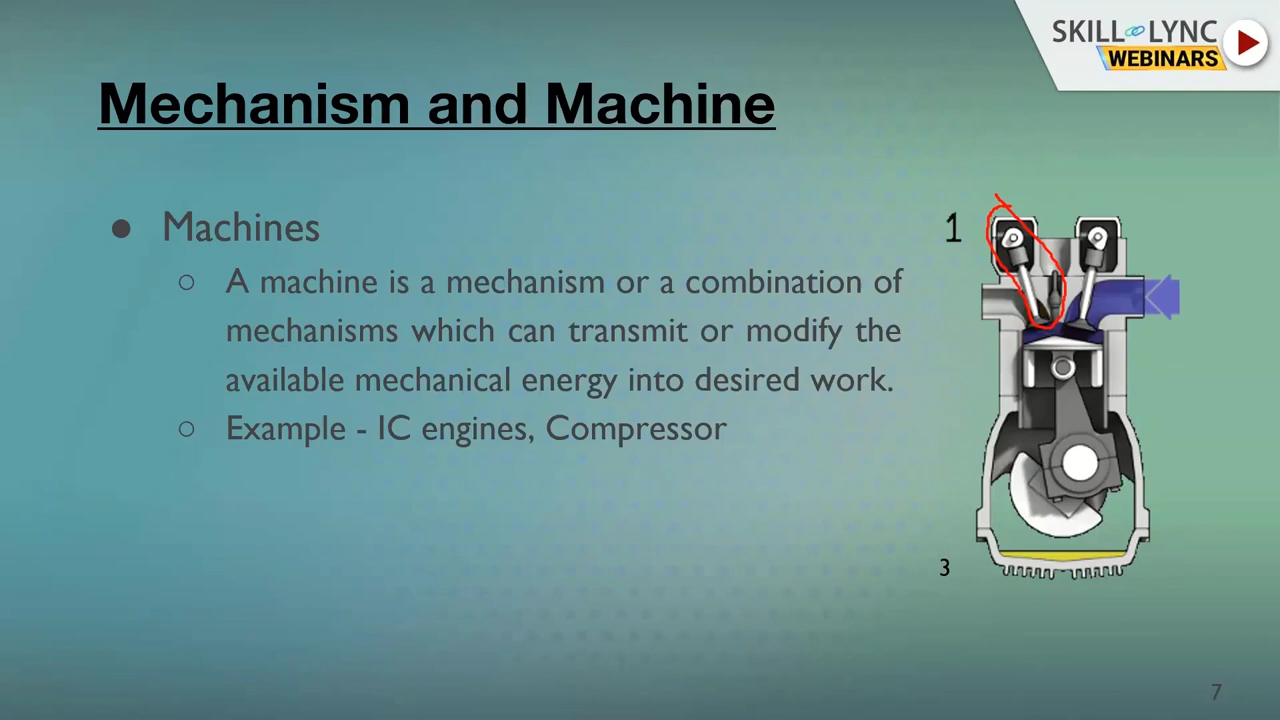 SKILL LYNC
WEBINARS
Mechanism and Machine
● Machines
○ A machine is a mechanism or a combination of
mechanisms which can transmit or modify the
available mechanical energy into desired work.
○ Example - IC engines, Compressor
1
3
7